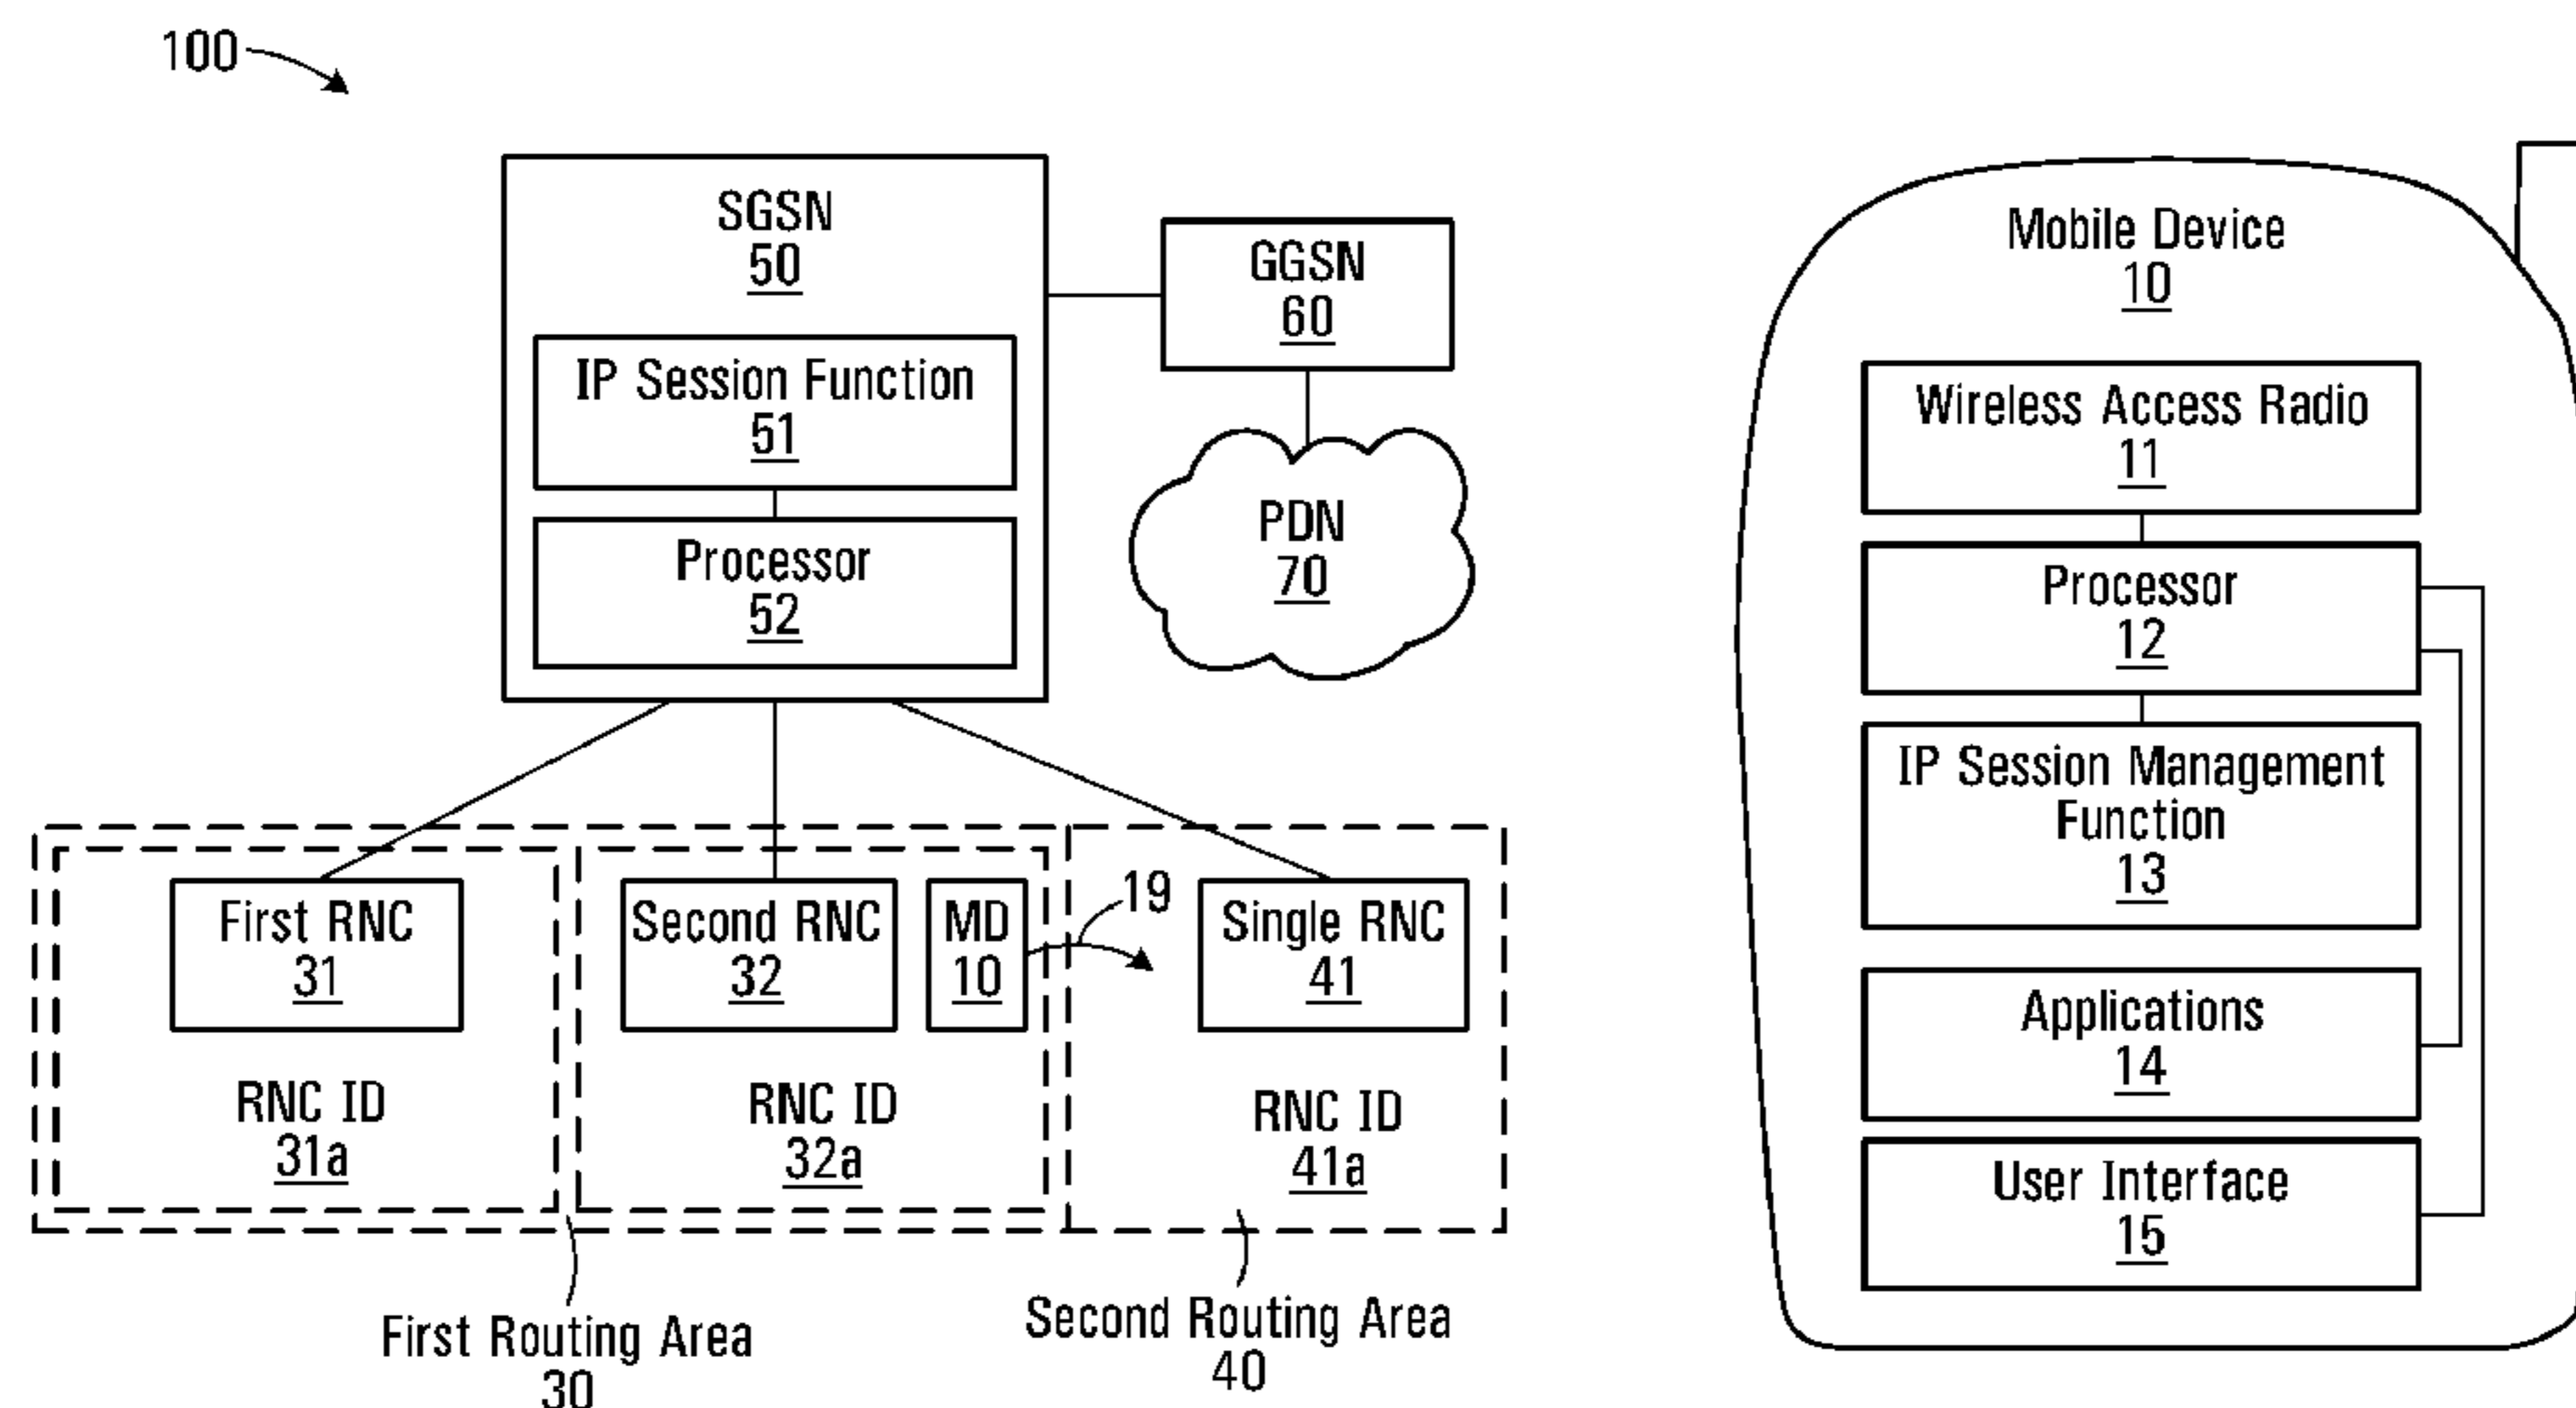 100
SGSN
50
IP Session Function
51
Processor
52
GGSN
60
PDN
70
First RNC
31
RNC ID
31a
Second RNC
32
MD
10
RNC ID
32a
19
Single RNC
41
RNC ID
41a
First Routing Area
30
Second Routing Area
40
Mobile Device
10
Wireless Access Radio
11
Processor
12
IP Session Management
Function
13
Applications
14
User Interface
15